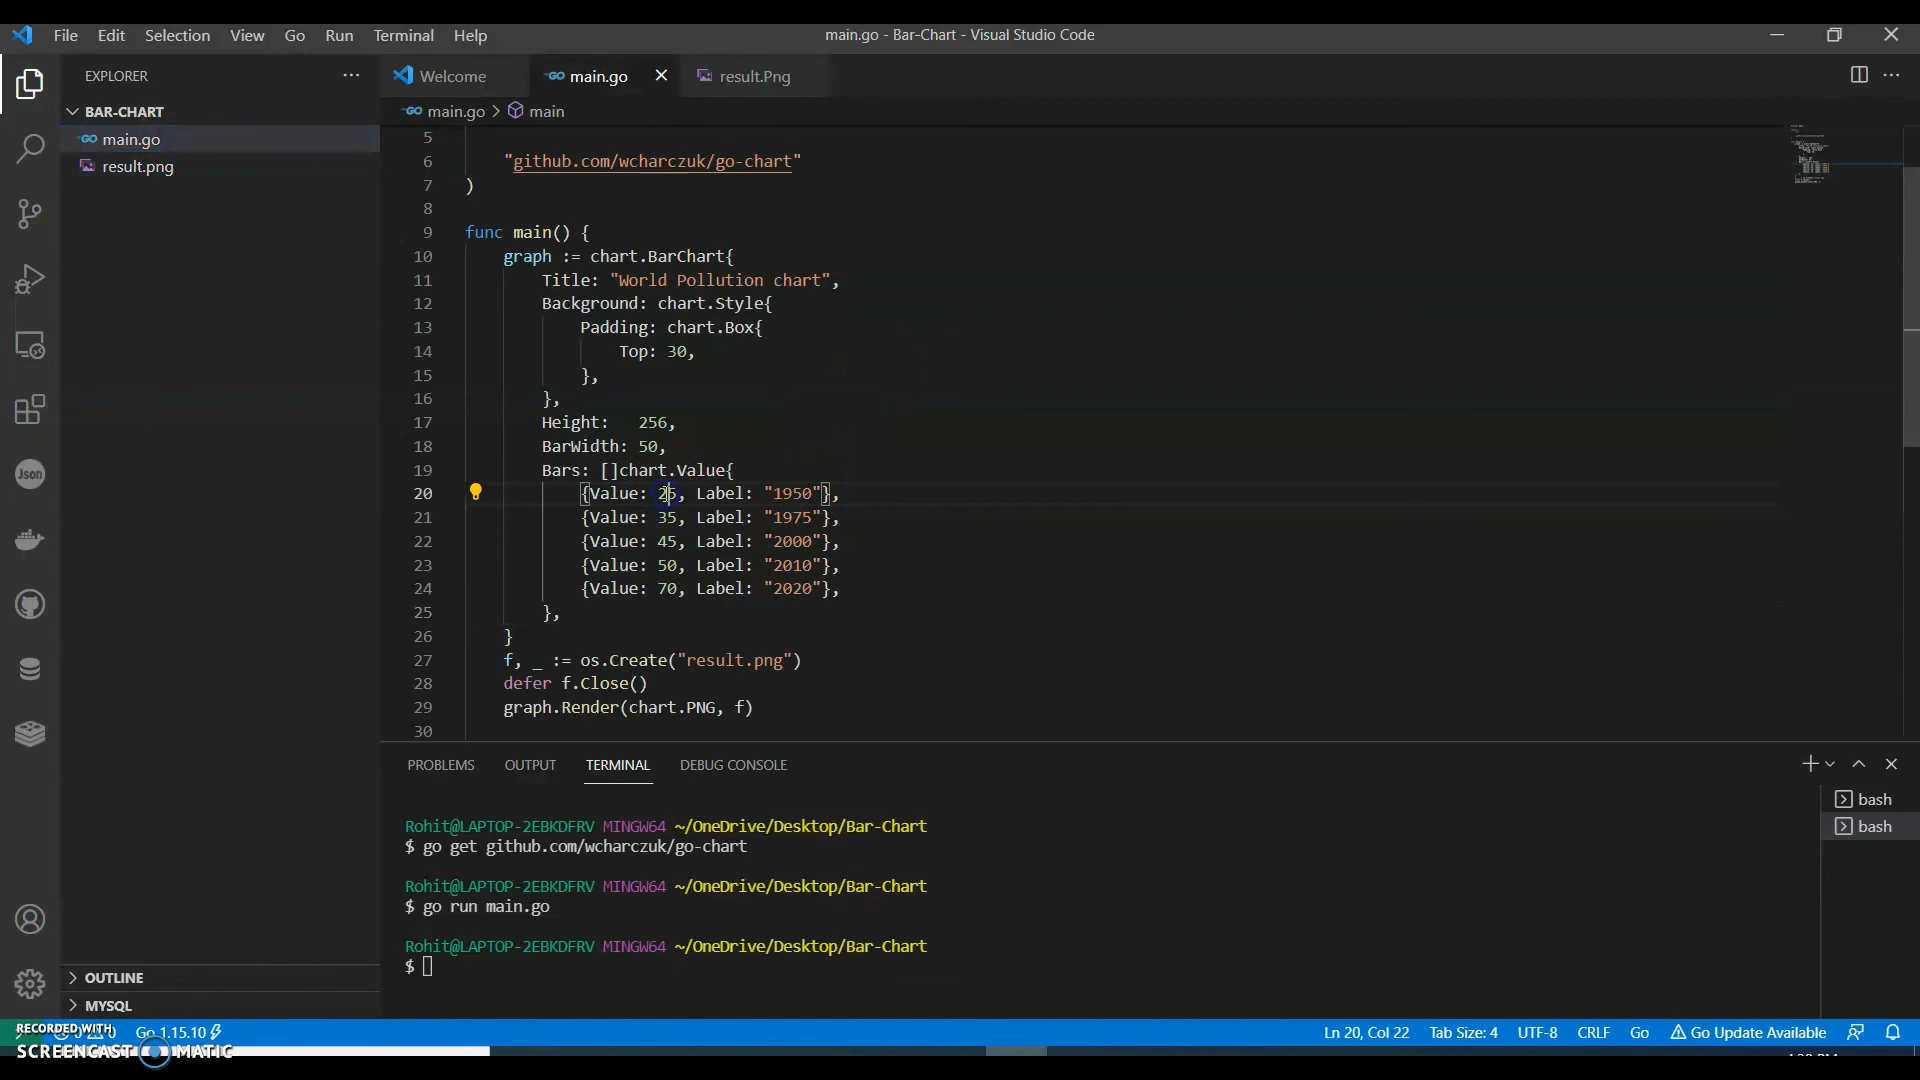 File Edit Selection View Go Run Terminal Help
main.go - Bar-Chart - Visual Studio Code
EXPLORER
Welcome
main.go
result.Png
BAR-CHART
main.go
result.png
main.go > main
5
6 "github.com/wcharczuk/go-chart"
7 )
8
9 func main() {
10 graph := chart.BarChart{
11 Title: "World Pollution chart",
12 Background: chart.Style{
13 Padding: chart.Box{
14 Top: 30,
15 },
16 },
17 Height: 256,
18 BarWidth: 50,
19 Bars: []chart.Value{
20 {Value: 25, Label: "1950"},
21 {Value: 35, Label: "1975"},
22 {Value: 45, Label: "2000"},
23 {Value: 50, Label: "2010"},
24 {Value: 70, Label: "2020"},
25 },
26 }
27 f, _ := os.Create("result.png")
28 defer f.Close()
29 graph.Render(chart.PNG, f)
30
Json
PROBLEMS OUTPUT TERMINAL DEBUG CONSOLE
Rohit@LAPTOP-2EBKDFRV MINGW64 ~/OneDrive/Desktop/Bar-Chart
$ go get github.com/wcharczuk/go-chart
Rohit@LAPTOP-2EBKDFRV MINGW64 ~/OneDrive/Desktop/Bar-Chart
$ go run main.go
Rohit@LAPTOP-2EBKDFRV MINGW64 ~/OneDrive/Desktop/Bar-Chart
$
bash
bash
OUTLINE
MYSQL
Go 1.15.10
Ln 20, Col 22 Tab Size: 4 UTF-8 CRLF Go Go Update Available
RECORDED WITH
SCREENCAST MATIC